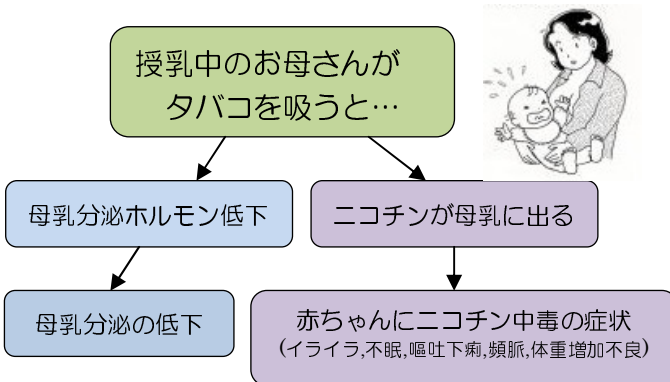 授乳中のお母さんが
タバコを吸うと…
母乳分泌ホルモン低下
ニコチンが母乳に出る
母乳分泌の低下
赤ちゃんにニコチン中毒の症状
(イライラ,不眠,嘔吐下痢,頻脈,体重増加不良)